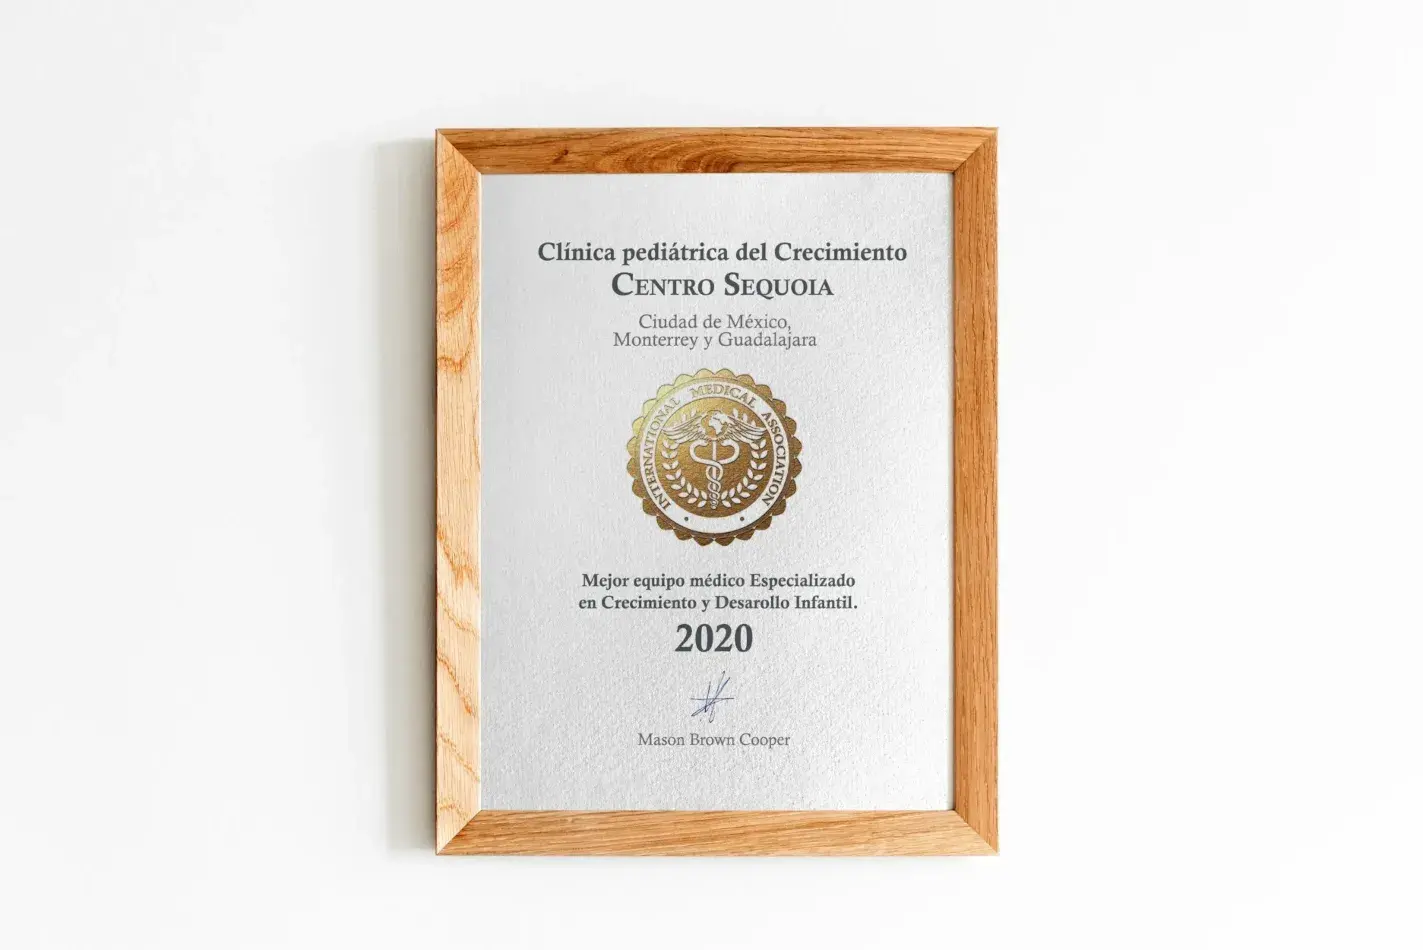 Clínica pediátrica del Crecimiento
CENTRO SEQUOIA
Ciudad de México,
Monterrey y Guadalajara
INTERNATIONAL MEDICAL ASSOCIATION
Mejor equipo médico Especializado
en Crecimiento y Desarollo Infantil.
2020
Mason Brown Cooper